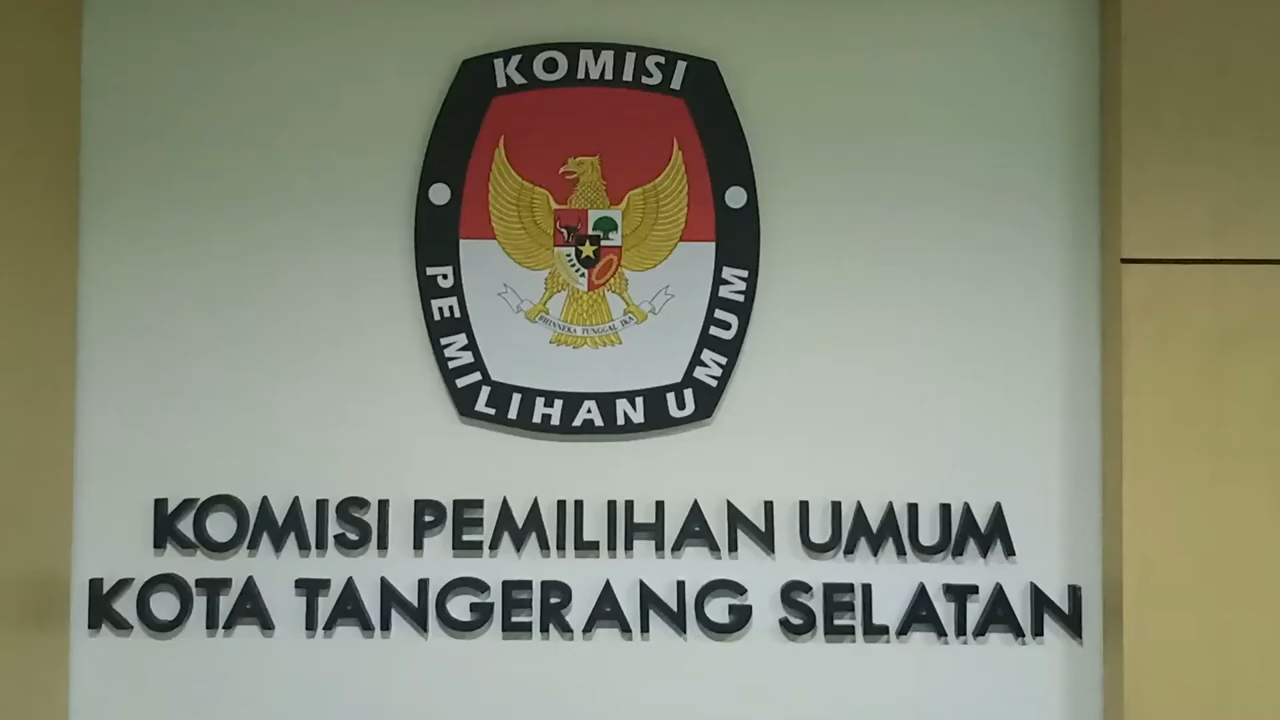 KOMISI
PEMILIHAN UMUM
BHINNEKA TUNGGAL IKA
KOMISI PEMILIHAN UMUM
KOTA TANGERANG SELATAN